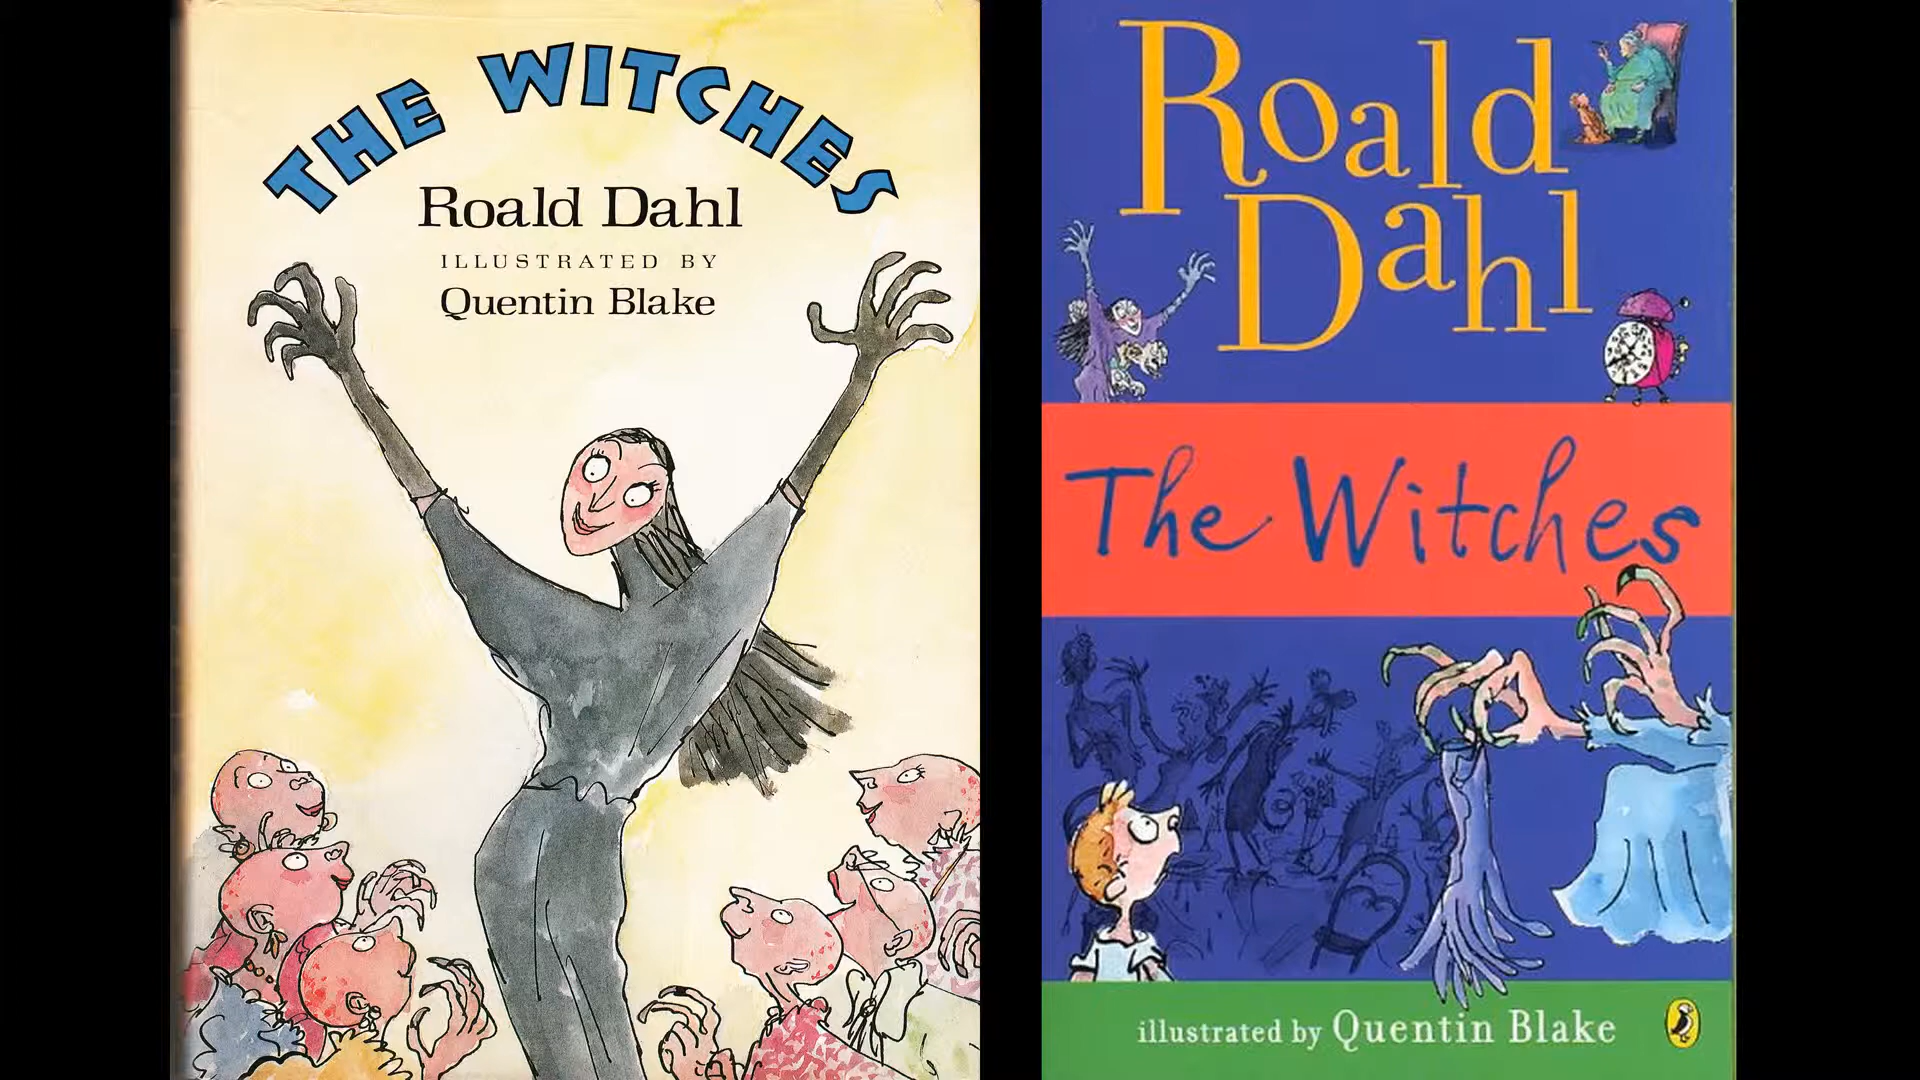 THE WITCHES
Roald Dahl
ILLUSTRATED BY
Quentin Blake
Roald
Dahl
The Witches
illustrated by Quentin Blake